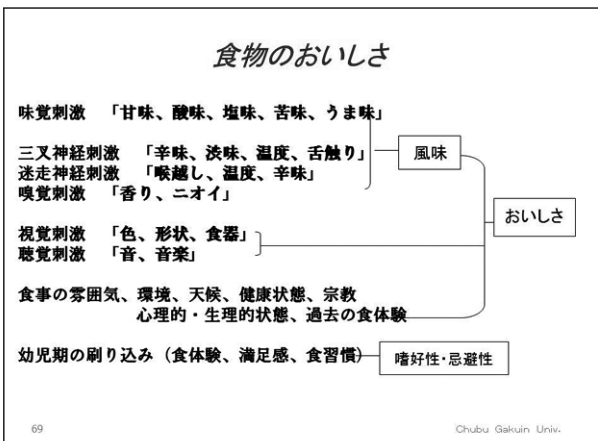 食物のおいしさ
味覚刺激 「甘味、酸味、塩味、苦味、うま味」
三叉神経刺激 「辛味、渋味、温度、舌触り」
風味
迷走神経刺激 「喉越し、温度、辛味」
嗅覚刺激 「香り、ニオイ」
おいしさ
視覚刺激 「色、形状、食器」
聴覚刺激 「音、音楽」
食事の雰囲気、環境、天候、健康状態、宗教
心理的・生理的状態、過去の食体験
幼児期の刷り込み（食体験、満足感、食習慣）
嗜好性・忌避性
69
Chubu Gakuin Univ.